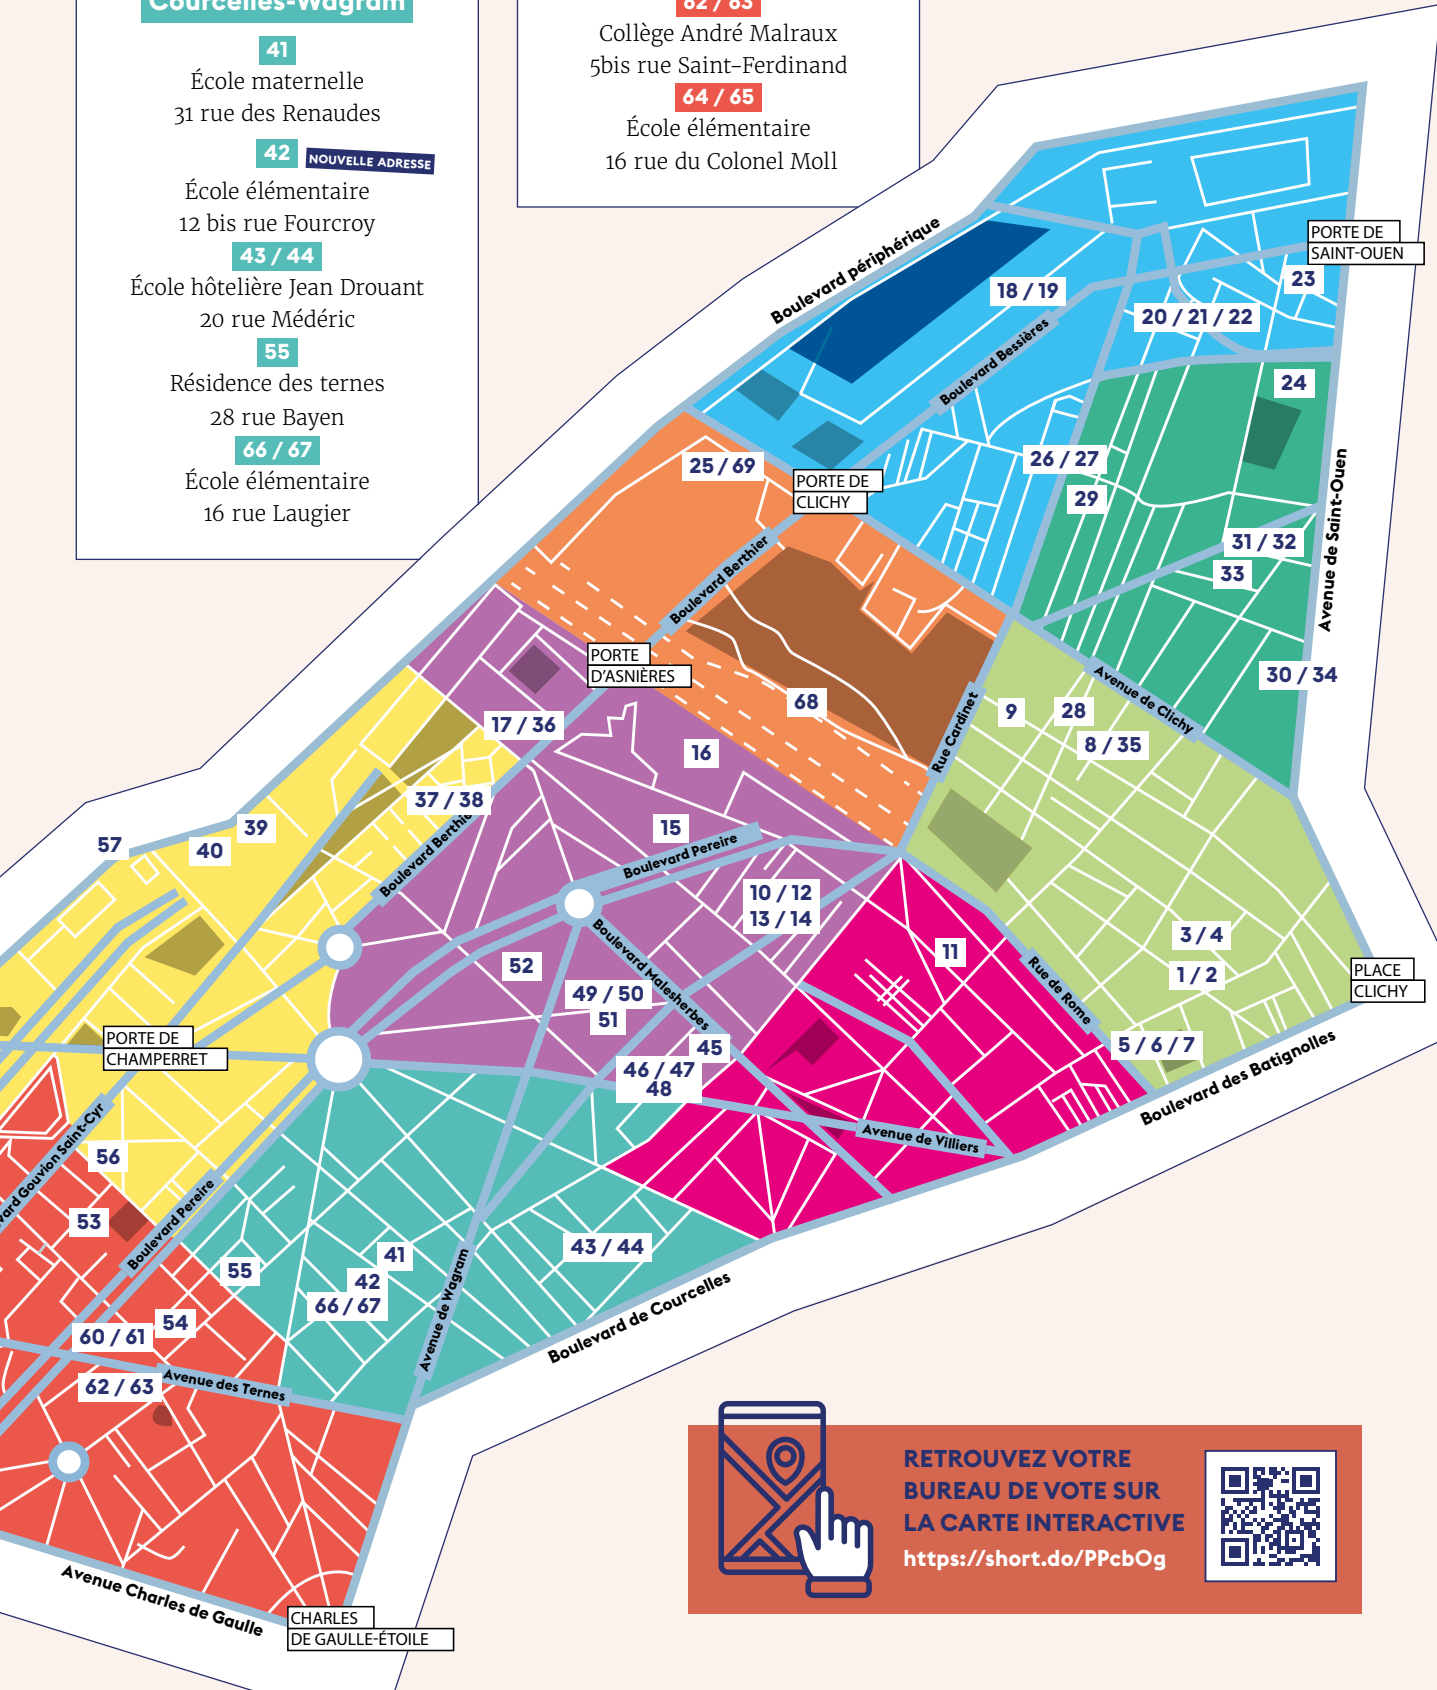 Courcelles-Wagram
41
École maternelle
31 rue des Renaudes
42 NOUVELLE ADRESSE
École élémentaire
12 bis rue Fourcroy
43 / 44
École hôtelière Jean Drouant
20 rue Médéric
55
Résidence des ternes
28 rue Bayen
66 / 67
École élémentaire
16 rue Laugier
62 / 63
Collège André Malraux
5bis rue Saint-Ferdinand
64 / 65
École élémentaire
16 rue du Colonel Moll
Boulevard périphérique
PORTE DE
SAINT-OUEN
18 / 19
23
20 / 21 / 22
Boulevard Bessières
24
25 / 69
26 / 27
PORTE DE
CLICHY
29
Avenue de Saint-Ouen
31 / 32
33
Boulevard Berthier
PORTE
D'ASNIÈRES
30 / 34
68
9
28
Avenue de Clichy
17 / 36
8 / 35
16
Rue Cardinet
37 / 38
39
15
57
40
Boulevard Berthie
Boulevard Pereire
10 / 12
13 / 14
3 / 4
11
52
Boulevard Malesherbes
1 / 2
PLACE
CLICHY
49 / 50
51
Rue de Rome
PORTE DE
CHAMPERRET
45
5 / 6 / 7
46 / 47
48
Boulevard des Batignolles
Avenue de Villiers
vard Gouvion Saint-Cyr
56
53
Boulevard Pereire
43 / 44
41
55
42
66 / 67
Avenue de Wagram
Boulevard de Courcelles
54
60 / 61
62 / 63
Avenue des Ternes
Avenue Charles de Gaulle
CHARLES
DE GAULLE-ÉTOILE
RETROUVEZ VOTRE
BUREAU DE VOTE SUR
LA CARTE INTERACTIVE
https://short.do/PPcbOg